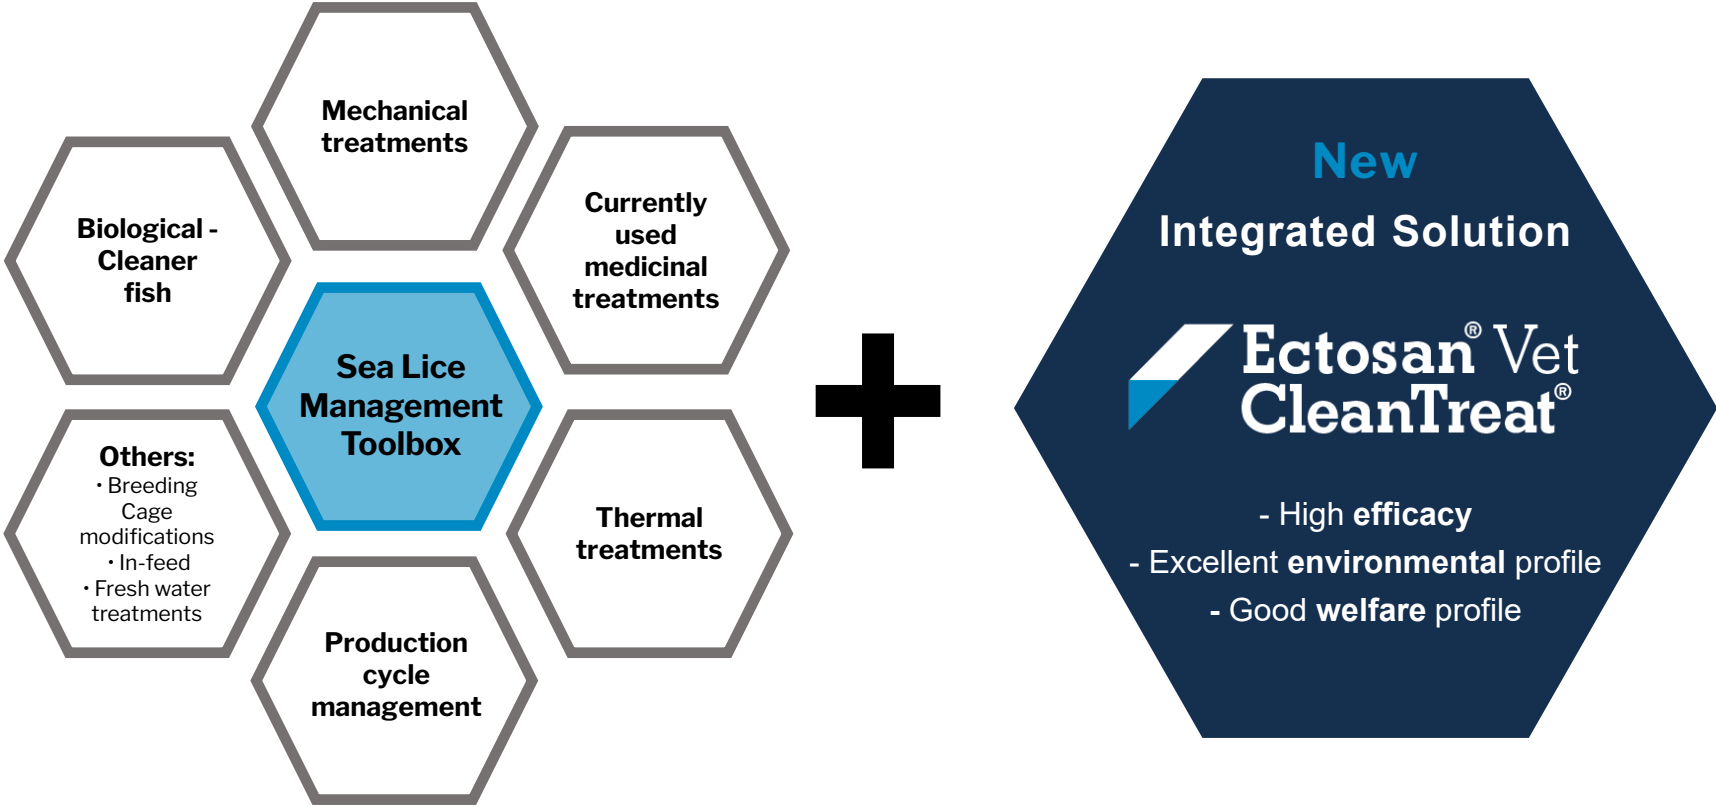 Mechanical
treatments
Currently
used
medicinal
treatments
Biological -
Cleaner
fish
Sea Lice
Management
Toolbox
Others:
• Breeding
Cage
modifications
• In-feed
• Fresh water
treatments
Thermal
treatments
Production
cycle
management
New
Integrated Solution
Ectosan® Vet
CleanTreat®
- High efficacy
- Excellent environmental profile
- Good welfare profile